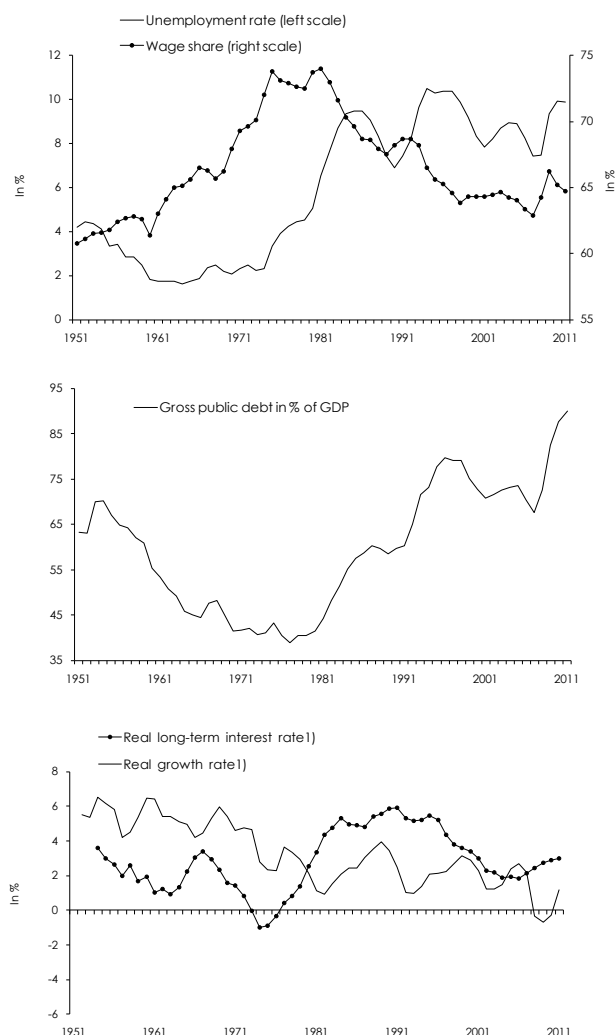 Unemployment rate (left scale)
Wage share (right scale)
12
10
8
6
4
2
0
In %
75
70
65
60
55
In %
1951 1961 1971 1981 1991 2001 2011
Gross public debt in % of GDP
95
85
75
65
55
45
35
1951 1961 1971 1981 1991 2001 2011
Real long-term interest rate1)
Real growth rate1)
8
6
4
2
0
-2
-4
-6
In %
1951 1961 1971 1981 1991 2001 2011